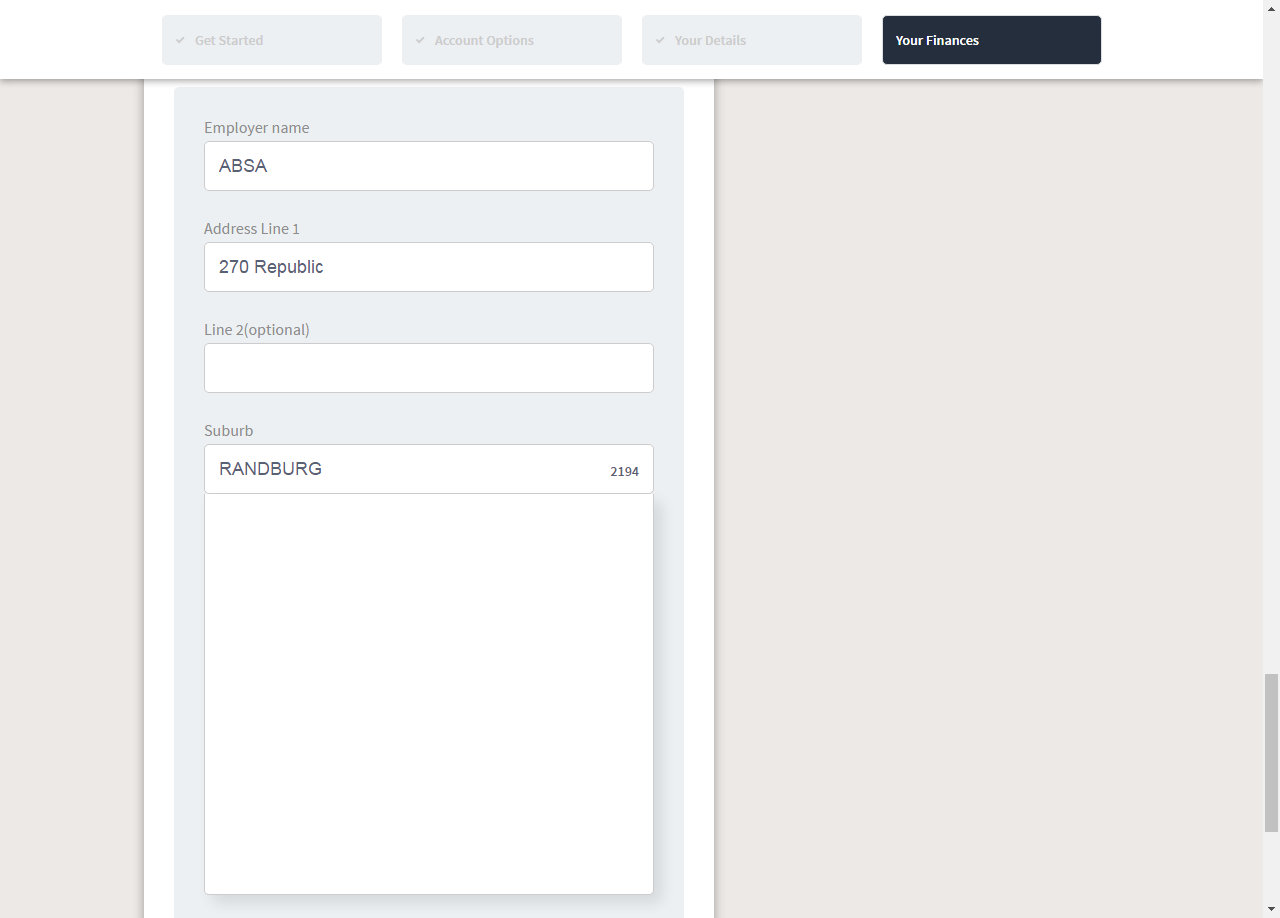 Get Started
Account Options
Your Details
Your Finances
Employer name
ABSA
Address Line 1
270 Republic
Line 2(optional)
Suburb
RANDBURG
2194